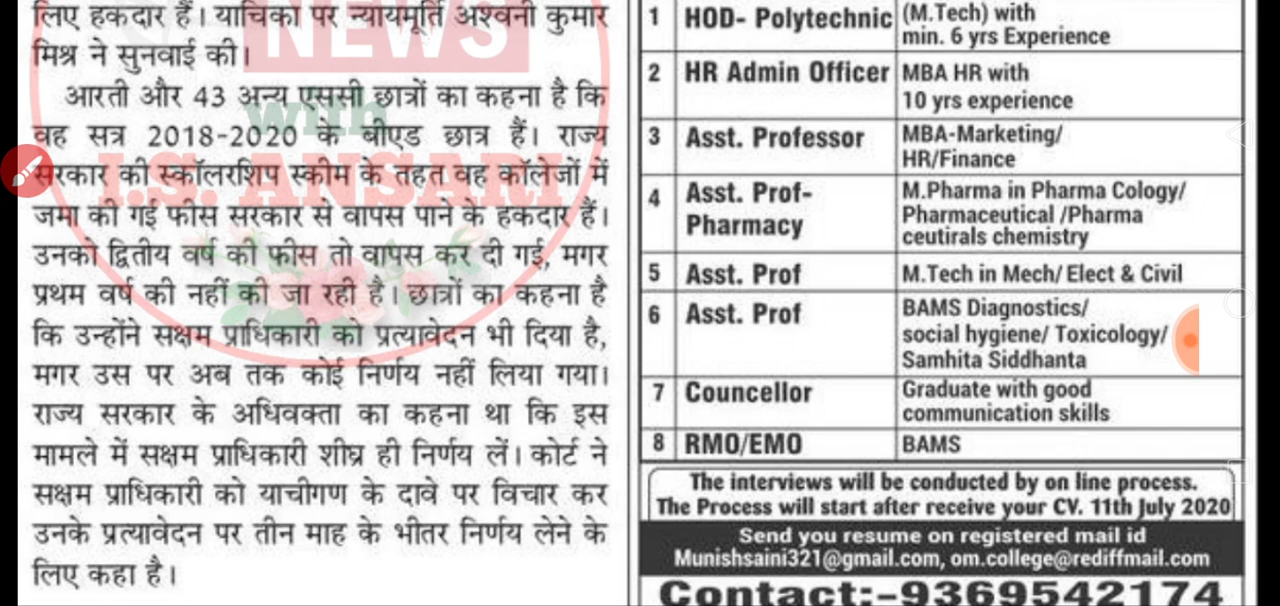 लिए हकदार हैं। याचिका पर न्यायमूर्ति अश्वनी कुमार
मिश्र ने सुनवाई की।
आरती और 43 अन्य एससी छात्रों का कहना है कि
वह सत्र 2018-2020 के बीएड छात्र हैं। राज्य
सरकार की स्कॉलरशिप स्कीम के तहत वह कॉलेजों में
जमा की गई फीस सरकार से वापस पाने के हकदार हैं।
उनको द्वितीय वर्ष की फीस तो वापस कर दी गई, मगर
प्रथम वर्ष की नहीं की जा रही है। छात्रों का कहना है
कि उन्होंने सक्षम प्राधिकारी को प्रत्यावेदन भी दिया है,
मगर उस पर अब तक कोई निर्णय नहीं लिया गया।
राज्य सरकार के अधिवक्ता का कहना था कि इस
मामले में सक्षम प्राधिकारी शीघ्र ही निर्णय लें। कोर्ट ने
सक्षम प्राधिकारी को याचीगण के दावे पर विचार कर
उनके प्रत्यावेदन पर तीन माह के भीतर निर्णय लेने के
लिए कहा है।
NEWS
with
I.S. ANSARI
1 HOD- Polytechnic (M.Tech) with
min. 6 yrs Experience
2 HR Admin Officer MBA HR with
10 yrs experience
3 Asst. Professor MBA-Marketing/
HR/Finance
4 Asst. Prof- M.Pharma in Pharma Cology/
Pharmacy Pharmaceutical /Pharma
ceutirals chemistry
5 Asst. Prof M.Tech in Mech/ Elect & Civil
6 Asst. Prof BAMS Diagnostics/
social hygiene/ Toxicology/
Samhita Siddhanta
7 Councellor Graduate with good
communication skills
8 RMO/EMO BAMS
The interviews will be conducted by on line process.
The Process will start after receive your CV. 11th July 2020
Send you resume on registered mail id
Munishsaini321@gmail.com, om.college@rediffmail.com
Contact:-9369542174